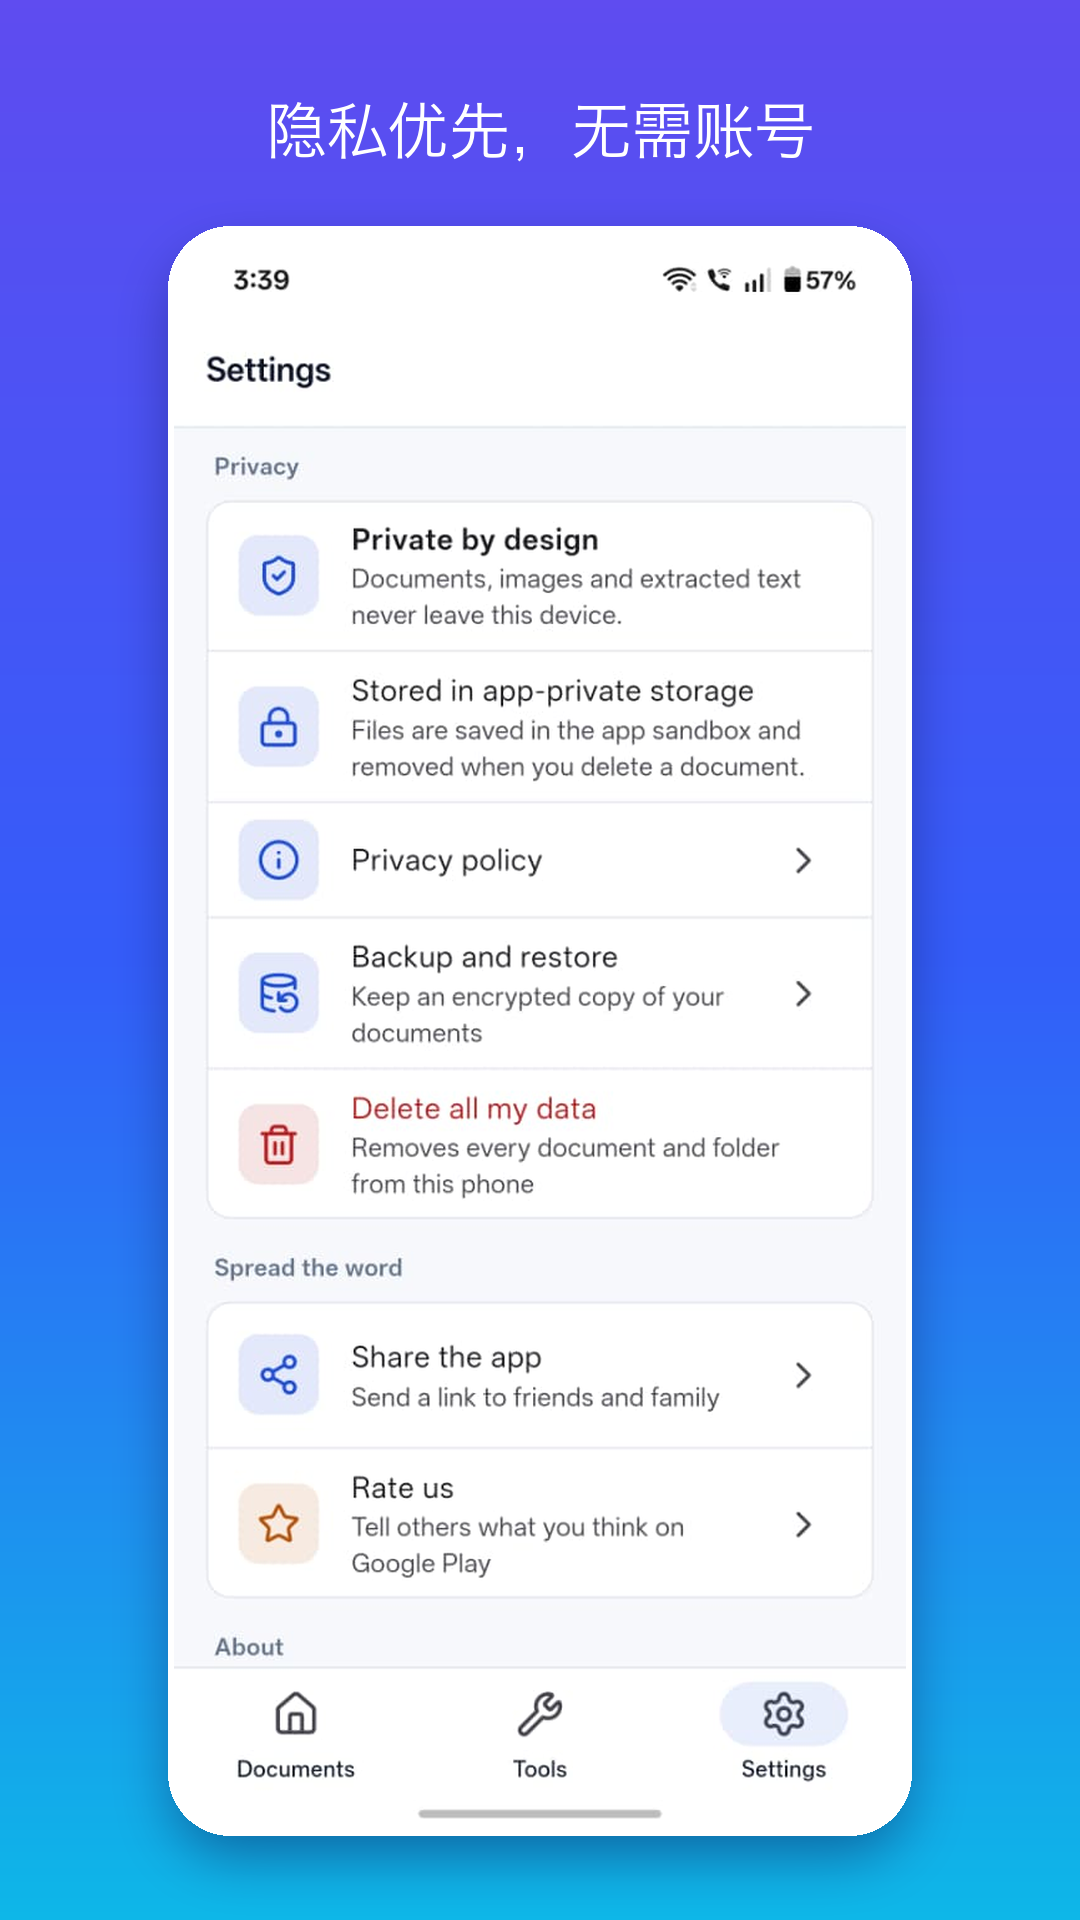 隐私优先，无需账号
3:39
57%
Settings
Privacy
Private by design
Documents, images and extracted text
never leave this device.
Stored in app-private storage
Files are saved in the app sandbox and
removed when you delete a document.
Privacy policy
Backup and restore
Keep an encrypted copy of your
documents
Delete all my data
Removes every document and folder
from this phone
Spread the word
Share the app
Send a link to friends and family
Rate us
Tell others what you think on
Google Play
About
Documents
Tools
Settings